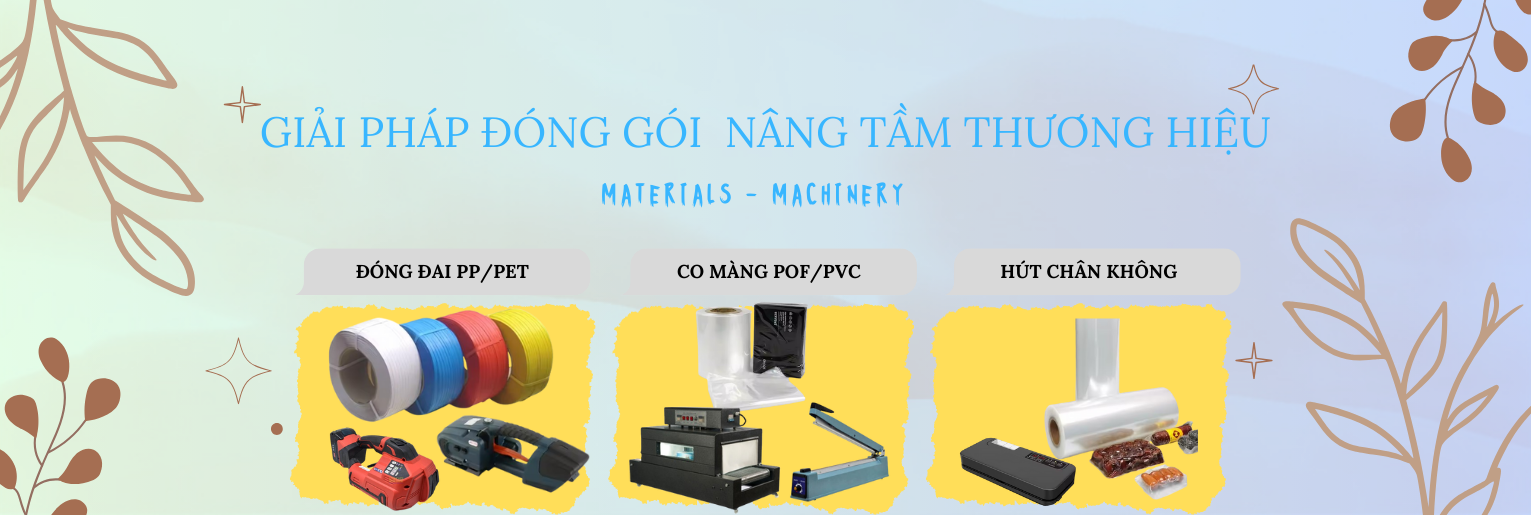 GIẢI PHÁP ĐÓNG GÓI NÂNG TẦM THƯƠNG HIỆU
MATERIALS - MACHINERY
ĐÓNG ĐAI PP/PET
CO MÀNG POF/PVC
HÚT CHÂN KHÔNG